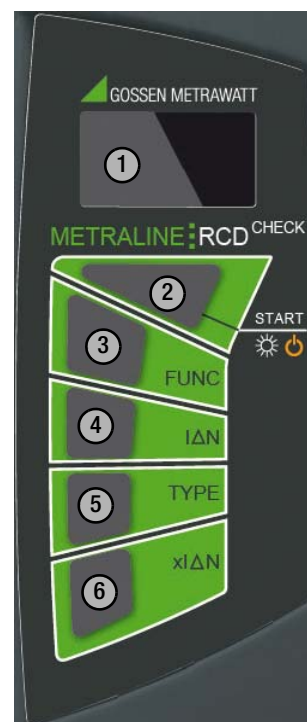 GOSSEN METRAWATT
1
METRALINE RCD CHECK
2
START
3
FUNC
4
IΔN
5
TYPE
6
xIΔN